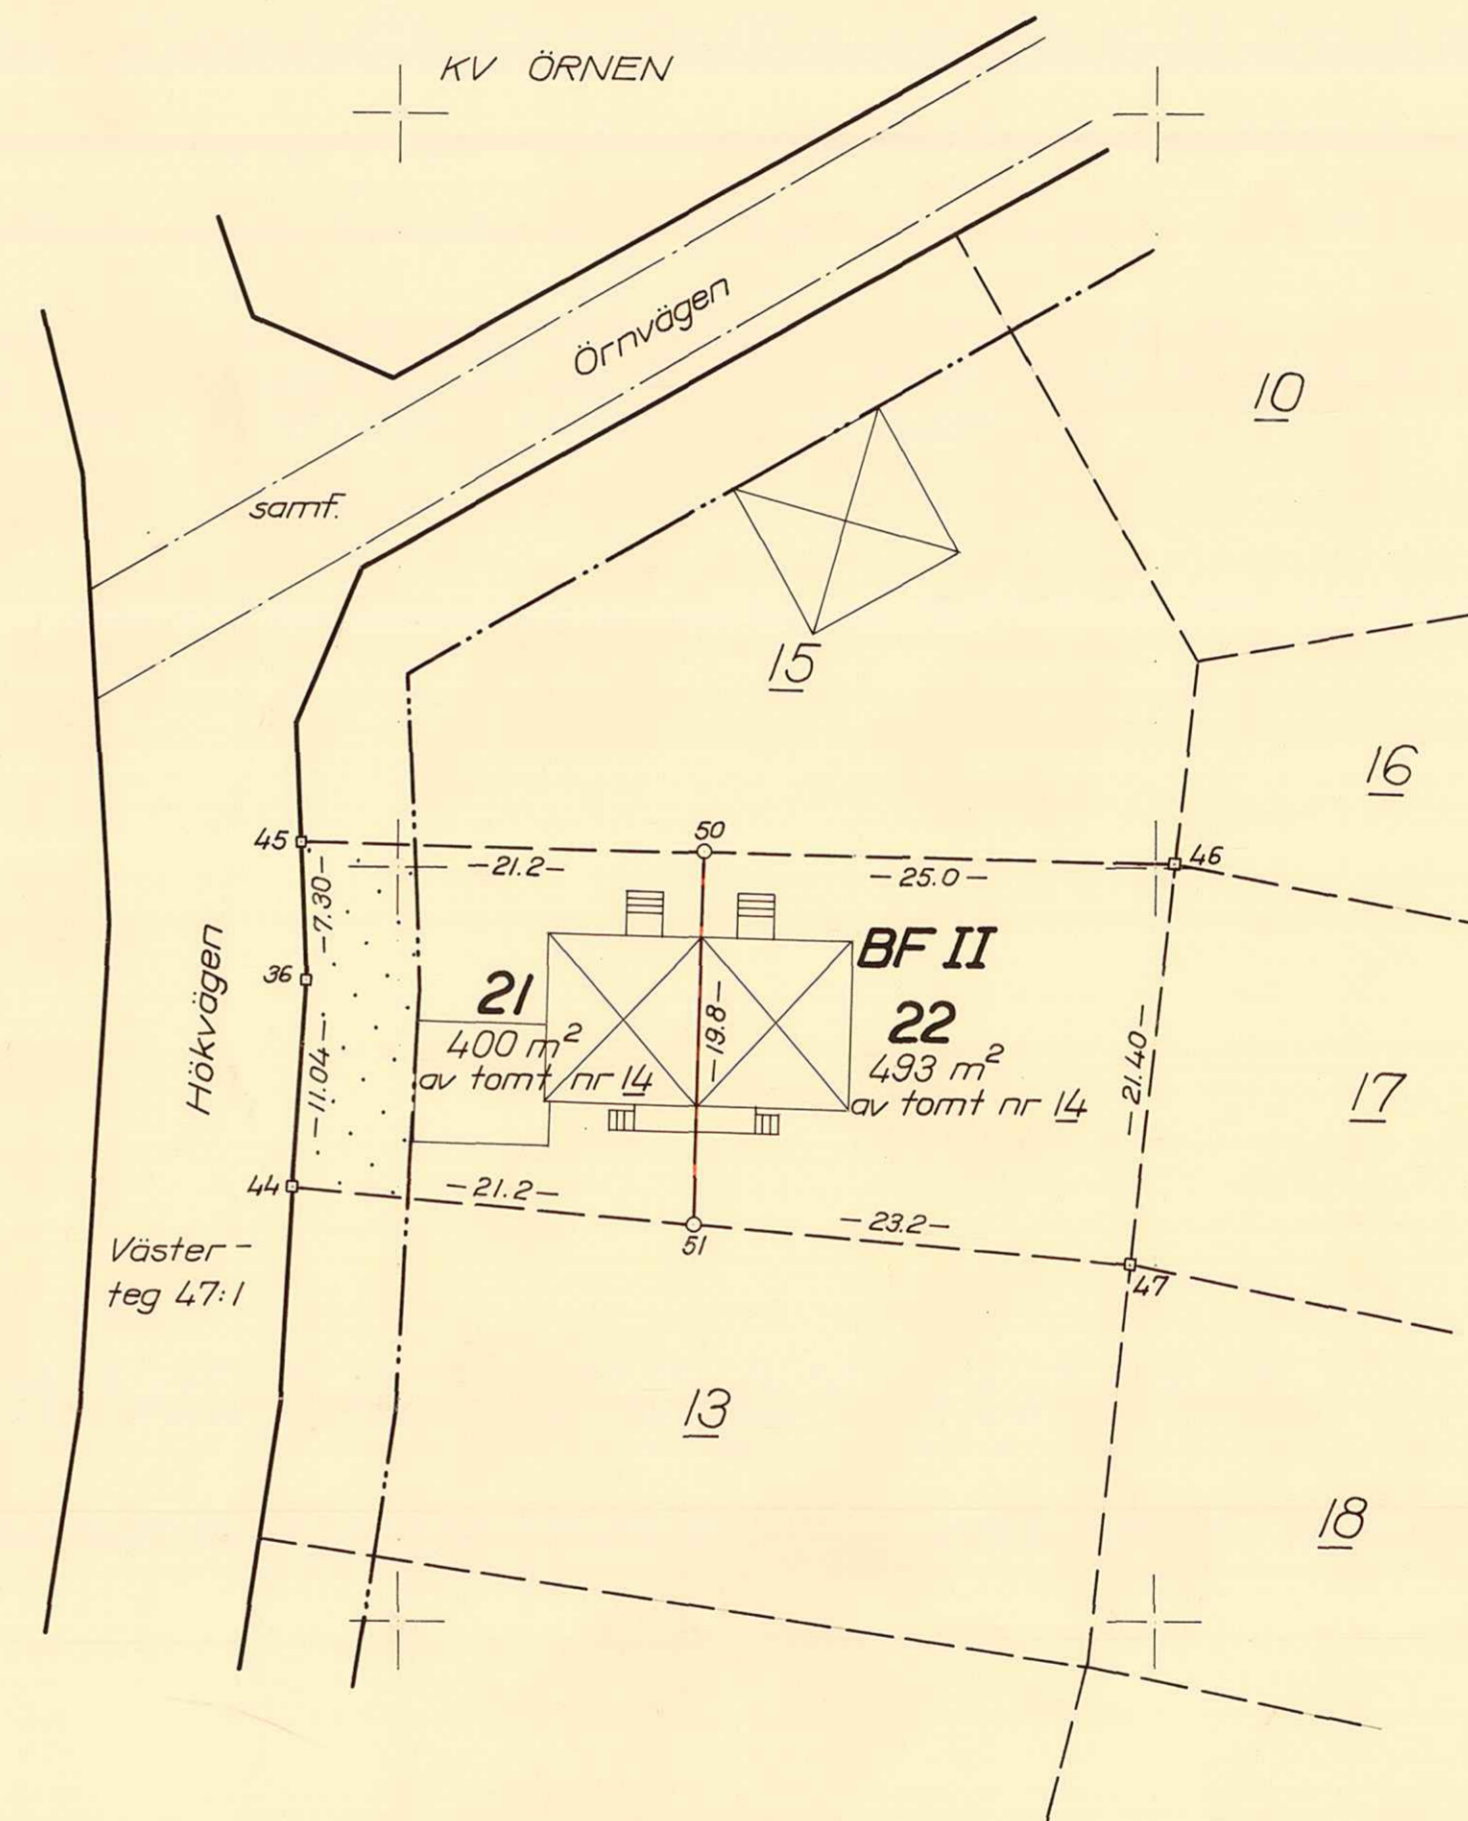 KV ÖRNEN
Örnvägen
10
samf.
15
16
45
50
46
-21.2-
-25.0-
-7.30-
BF II
36
21
22
-19.8-
400 m²
493 m²
av tomt nr 14
av tomt nr 14
-11.04-
-21.40-
17
Hökvägen
44
-21.2-
-23.2-
51
47
Väster-
teg 47:1
13
18